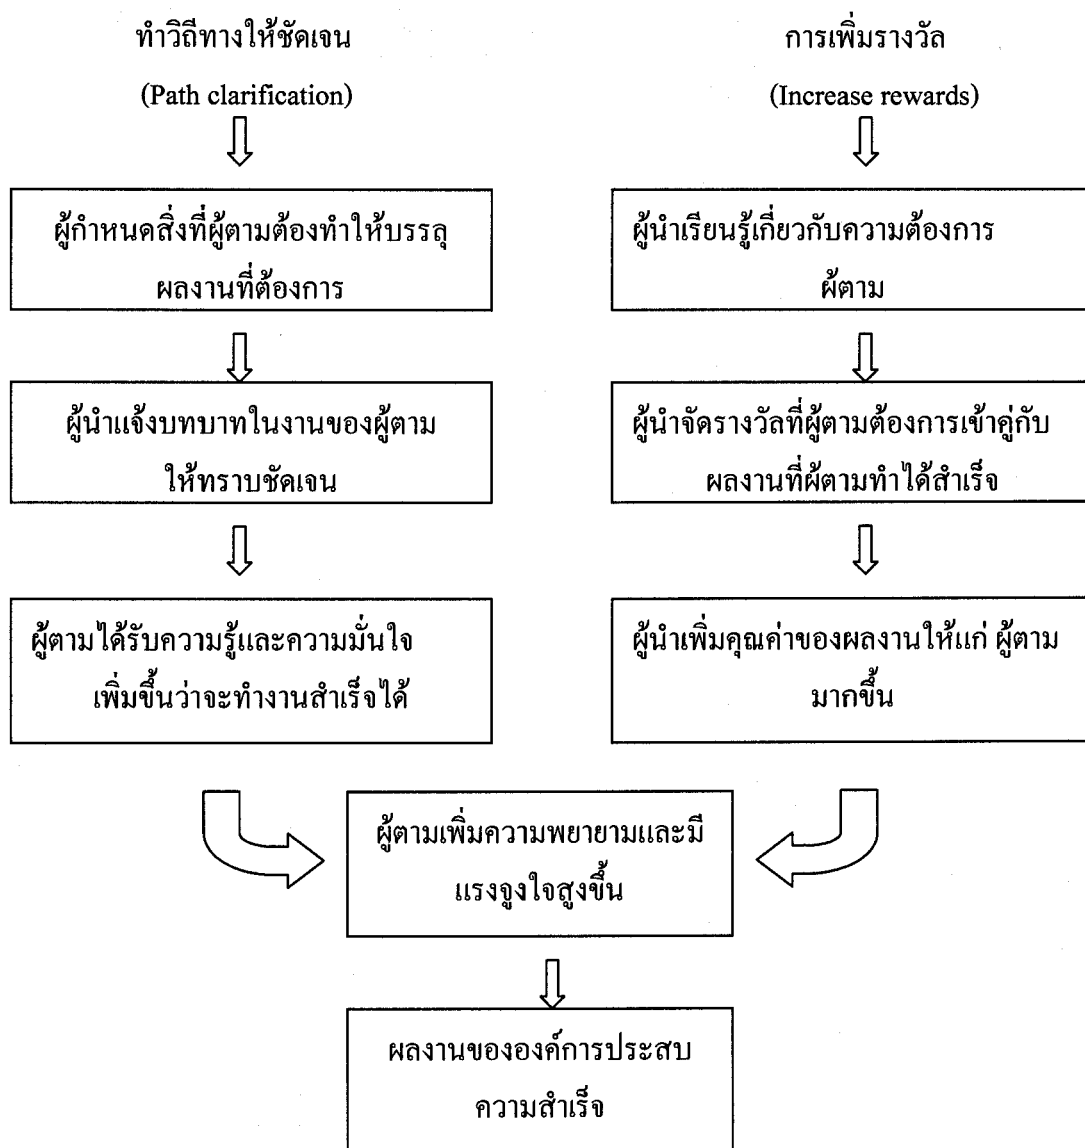 ทำวิถีทางให้ชัดเจน
(Path clarification)
ผู้กำหนดสิ่งที่ผู้ตามต้องทำให้บรรลุ
ผลงานที่ต้องการ
ผู้นำแจ้งบทบาทในงานของผู้ตาม
ให้ทราบชัดเจน
ผู้ตามได้รับความรู้และความมั่นใจ
เพิ่มขึ้นว่าจะทำงานสำเร็จได้
การเพิ่มรางวัล
(Increase rewards)
ผู้นำเรียนรู้เกี่ยวกับความต้องการ
ผู้ตาม
ผู้นำจัดรางวัลที่ผู้ตามต้องการเข้าคู่กับ
ผลงานที่ผู้ตามทำได้สำเร็จ
ผู้นำเพิ่มคุณค่าของผลงานให้แก่ ผู้ตาม
มากขึ้น
ผู้ตามเพิ่มความพยายามและมี
แรงจูงใจสูงขึ้น
ผลงานขององค์การประสบ
ความสำเร็จ